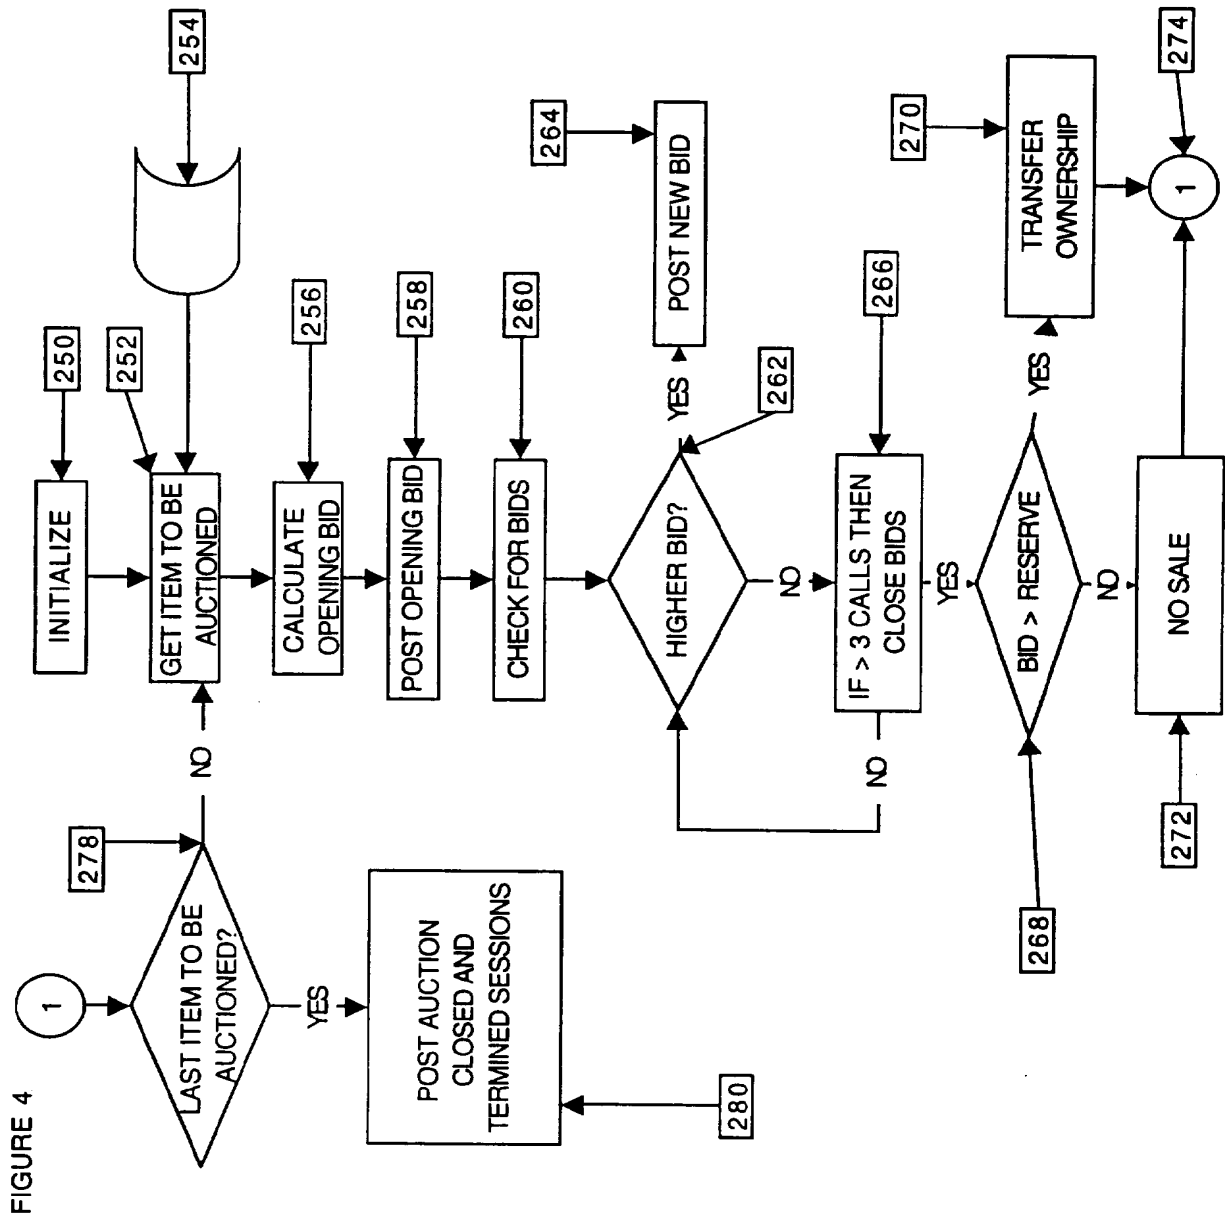 FIGURE 4
1
278
LAST ITEM TO BE
AUCTIONED?
NO
YES
POST AUCTION
CLOSED AND
TERMINED SESSIONS
280
INITIALIZE
250
252
GET ITEM TO BE
AUCTIONED
254
CALCULATE
OPENING BID
256
POST OPENING BID
258
CHECK FOR BIDS
260
HIGHER BID?
262
YES
POST NEW BID
264
NO
IF > 3 CALLS THEN
CLOSE BIDS
266
NO
YES
BID > RESERVE
268
YES
TRANSFER
OWNERSHIP
270
NO
NO SALE
272
1
274